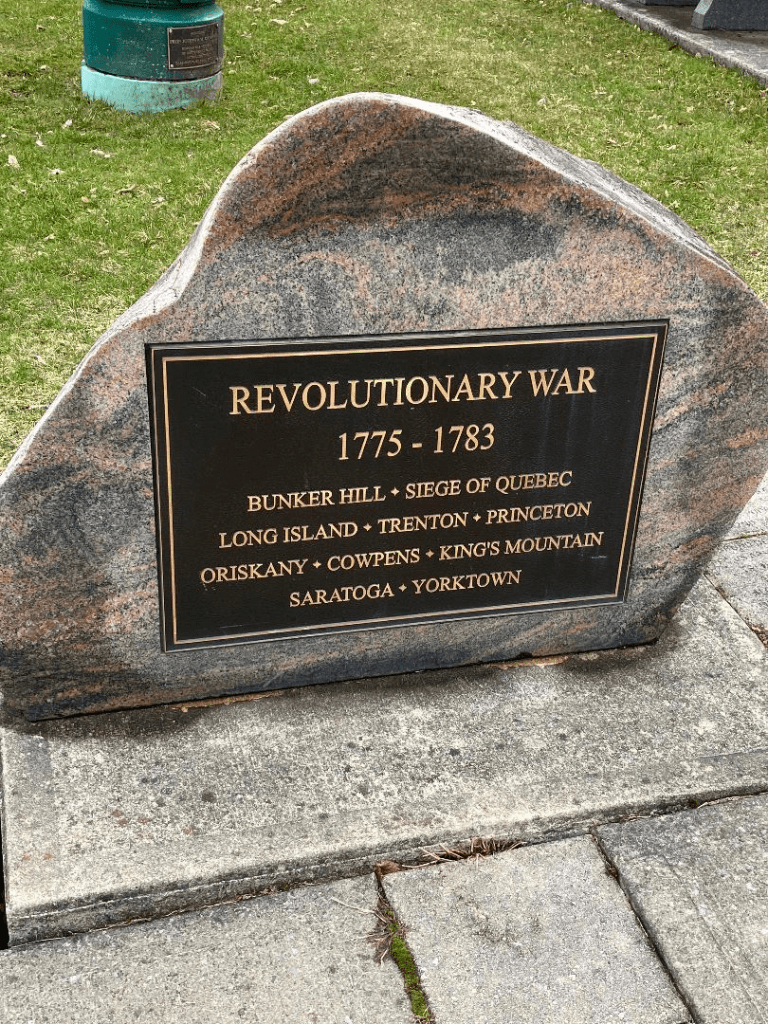 REVOLUTIONARY WAR
1775 - 1783
BUNKER HILL ✦ SIEGE OF QUEBEC
LONG ISLAND ✦ TRENTON ✦ PRINCETON
ORISKANY ✦ COWPENS ✦ KING'S MOUNTAIN
SARATOGA ✦ YORKTOWN